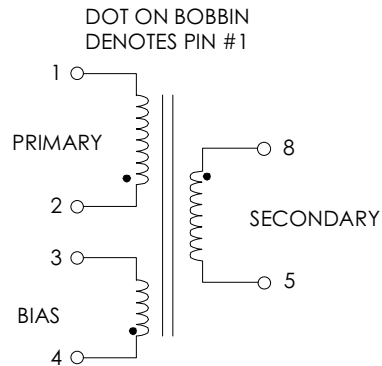 DOT ON BOBBIN
DENOTES PIN #1
1
PRIMARY
2
3
BIAS
4
8
SECONDARY
5